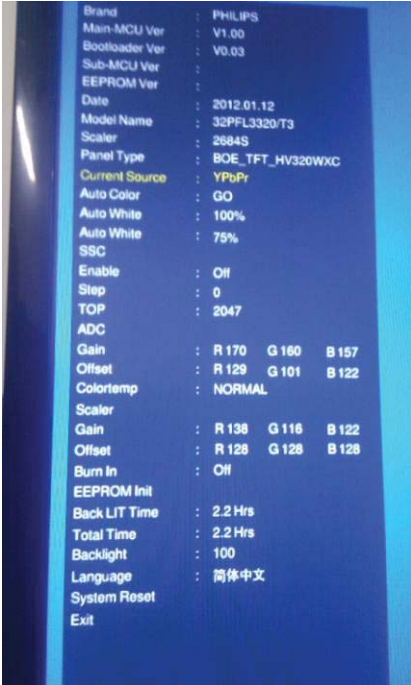 Brand : PHILIPS
Main-MCU Ver : V1.00
Bootloader Ver : V0.03
Sub-MCU Ver :
EEPROM Ver :
Date : 2012.01.12
Model Name : 32PFL3320/T3
Scaler : 2684S
Panel Type : BOE_TFT_HV320WXC
Current Source : YPbPr
Auto Color : GO
Auto White : 100%
Auto White : 75%
SSC
Enable : Off
Step : 0
TOP : 2047
ADC
Gain : R 170 G 160 B 157
Offset : R 129 G 101 B 122
Colortemp : NORMAL
Scaler
Gain : R 138 G 116 B 122
Offset : R 128 G 128 B 128
Burn In : Off
EEPROM Init
Back LIT Time : 2.2 Hrs
Total Time : 2.2 Hrs
Backlight : 100
Language : 简体中文
System Reset
Exit